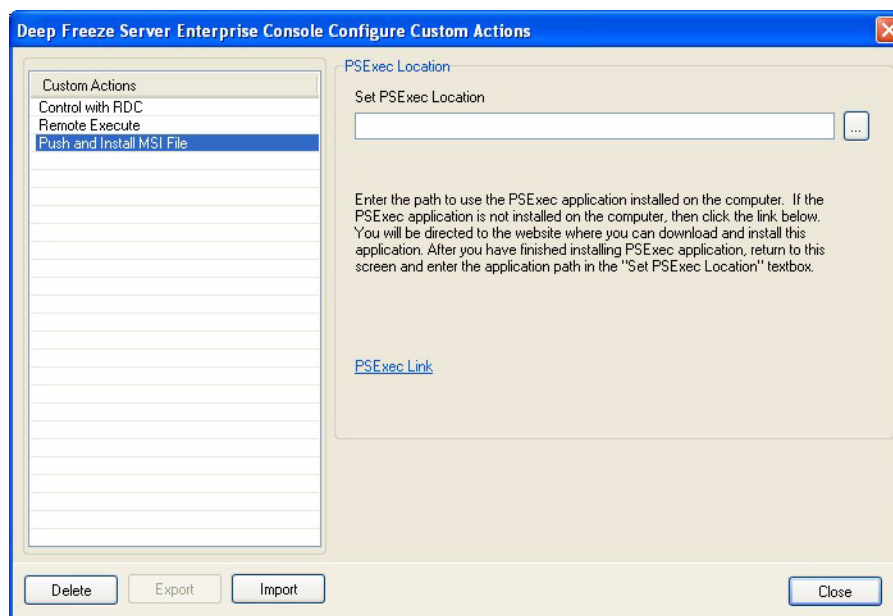 Deep Freeze Server Enterprise Console Configure Custom Actions
Custom Actions
Control with RDC
Remote Execute
Push and Install MSI File
PSExec Location
Set PSExec Location
...
Enter the path to use the PSExec application installed on the computer. If the
PSExec application is not installed on the computer, then click the link below.
You will be directed to the website where you can download and install this
application. After you have finished installing PSExec application, return to this
screen and enter the application path in the "Set PSExec Location" textbox.
PSExec Link
Delete
Export
Import
Close